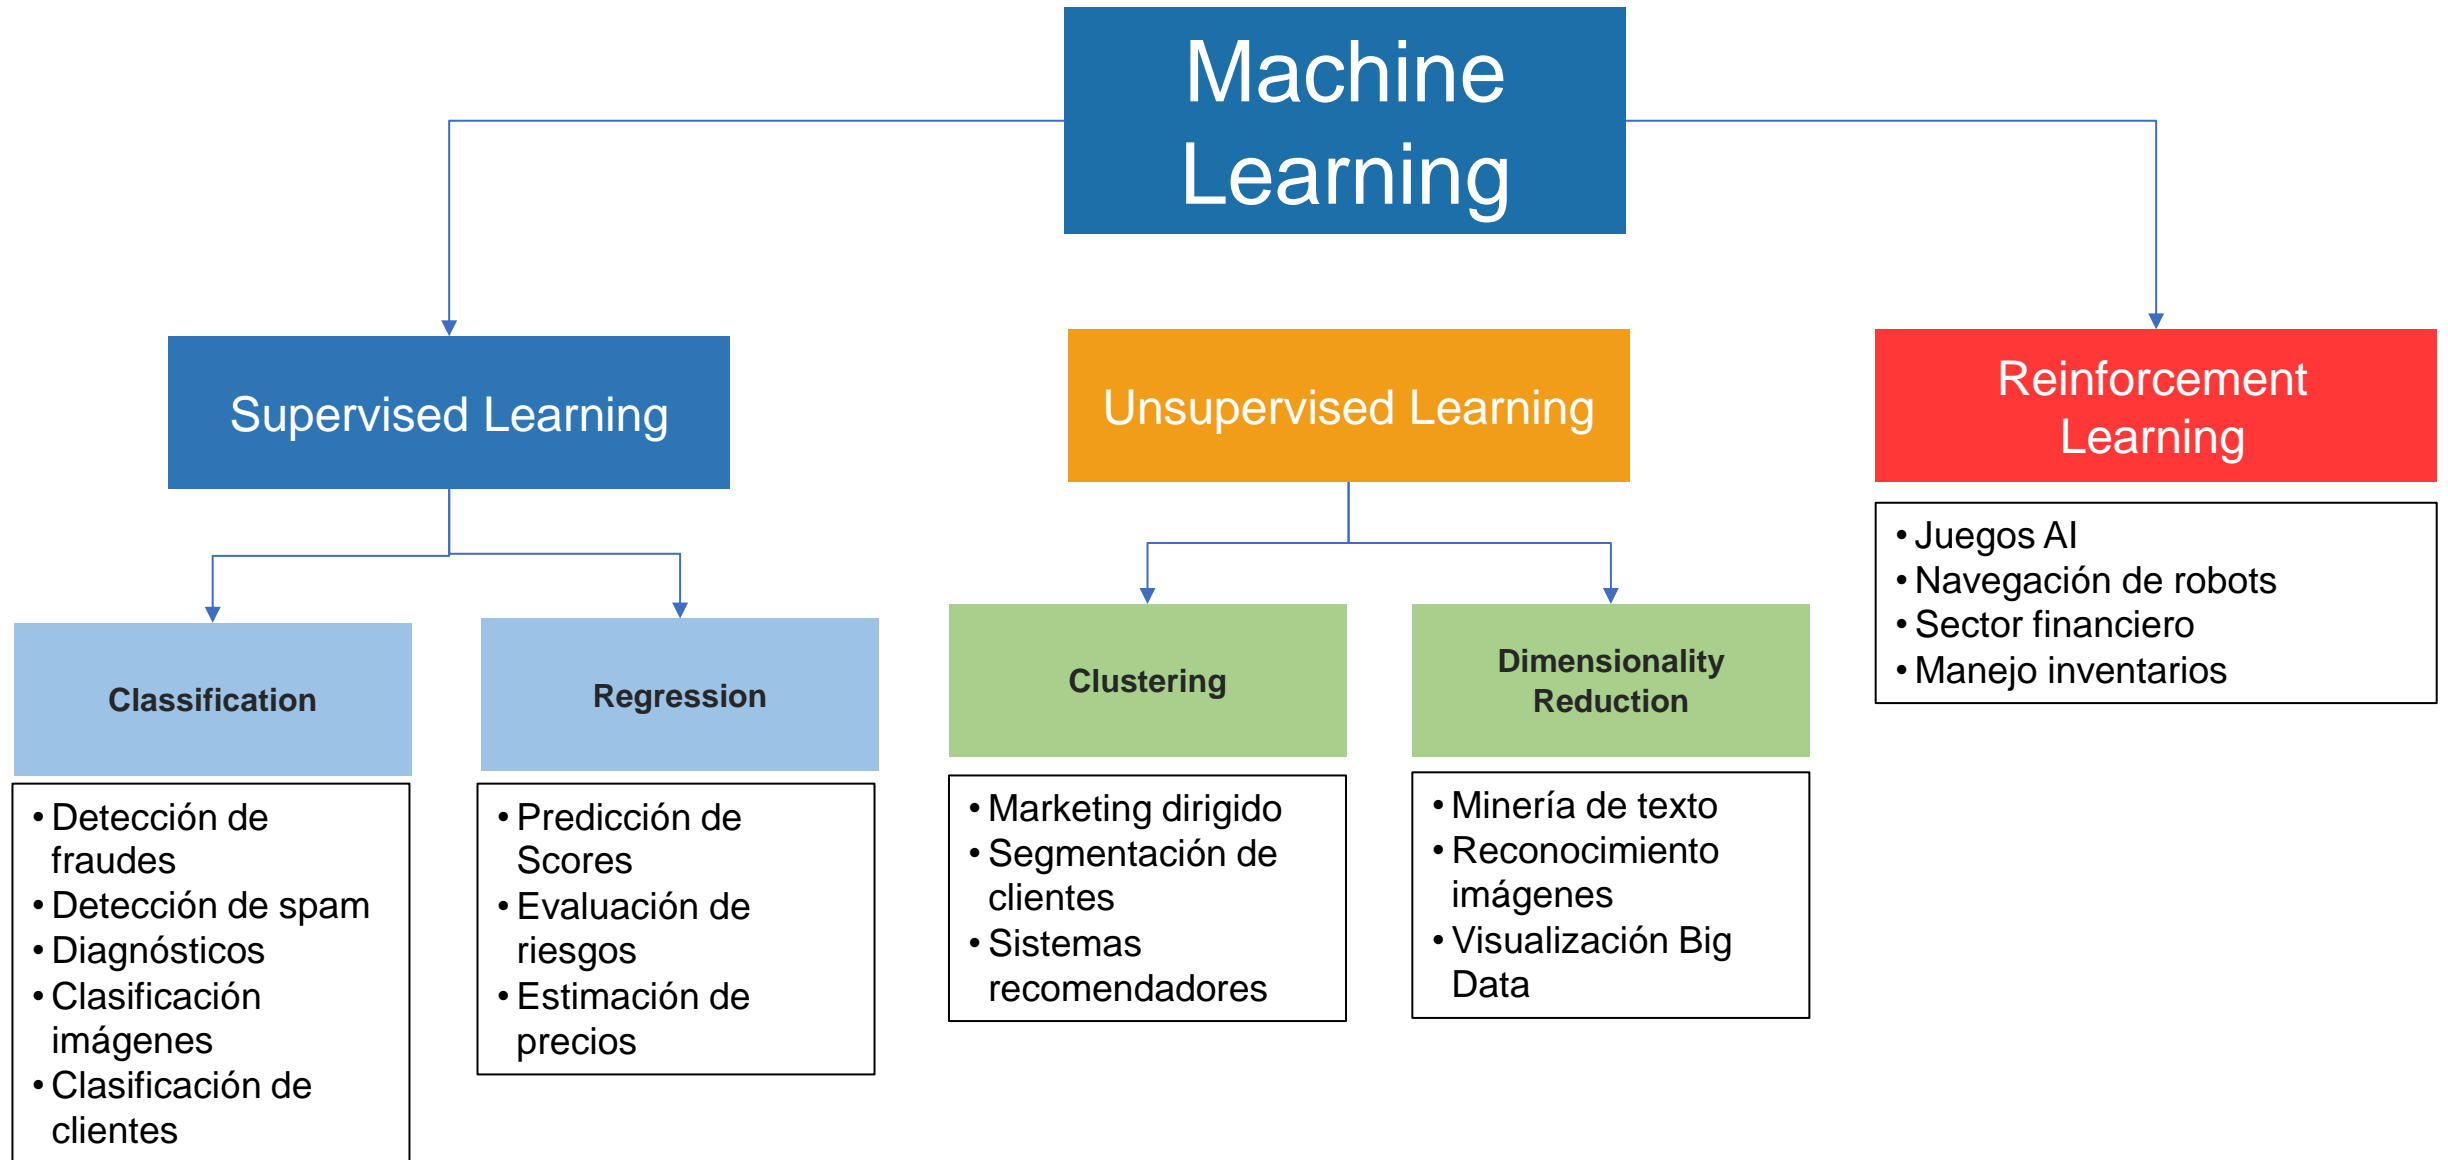 Machine
Learning
Supervised Learning
Unsupervised Learning
Reinforcement
Learning
• Juegos AI
• Navegación de robots
• Sector financiero
• Manejo inventarios
Classification
Regression
Clustering
Dimensionality
Reduction
• Detección de
fraudes
• Detección de spam
• Diagnósticos
• Clasificación
imágenes
• Clasificación de
clientes
• Predicción de
Scores
• Evaluación de
riesgos
• Estimación de
precios
• Marketing dirigido
• Segmentación de
clientes
• Sistemas
recomendadores
• Minería de texto
• Reconocimiento
imágenes
• Visualización Big
Data